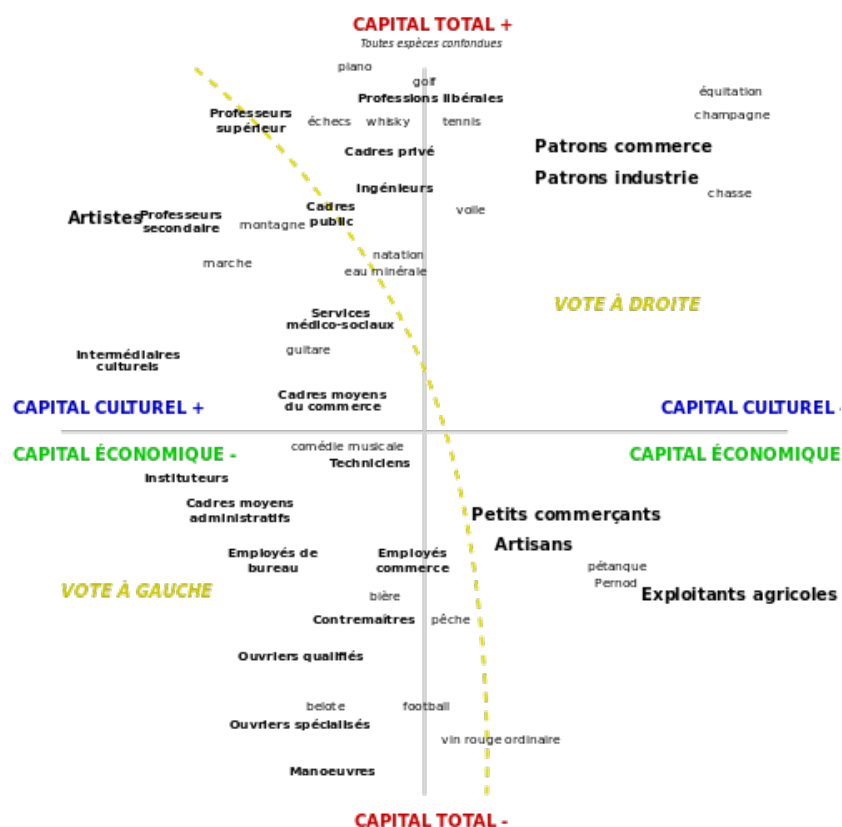 CAPITAL TOTAL +
Toutes espèces confondues
piano
golf
Professions libérales
équitation
Professeurs
supérieur
échecs
whisky
tennis
champagne
Cadres privé
Patrons commerce
Patrons industrie
Ingénieurs
chasse
Cadres
public
voile
Artistes
Professeurs
secondaire
montagne
marche
natation
eau minérale
VOTE À DROITE
Services
médico-sociaux
guitare
Intermédiaires
culturels
Cadres moyens
du commerce
CAPITAL CULTUREL +
CAPITAL CULTUREL -
CAPITAL ÉCONOMIQUE -
CAPITAL ÉCONOMIQUE
comédie musicale
Techniciens
Instituteurs
Cadres moyens
administratifs
Petits commerçants
Artisans
Employés de
bureau
Employés
commerce
pétanque
Pernod
Exploitants agricoles
VOTE À GAUCHE
bière
Contremaîtres
pêche
Ouvriers qualifiés
belote
football
Ouvriers spécialisés
vin rouge ordinaire
Manoeuvres
CAPITAL TOTAL -